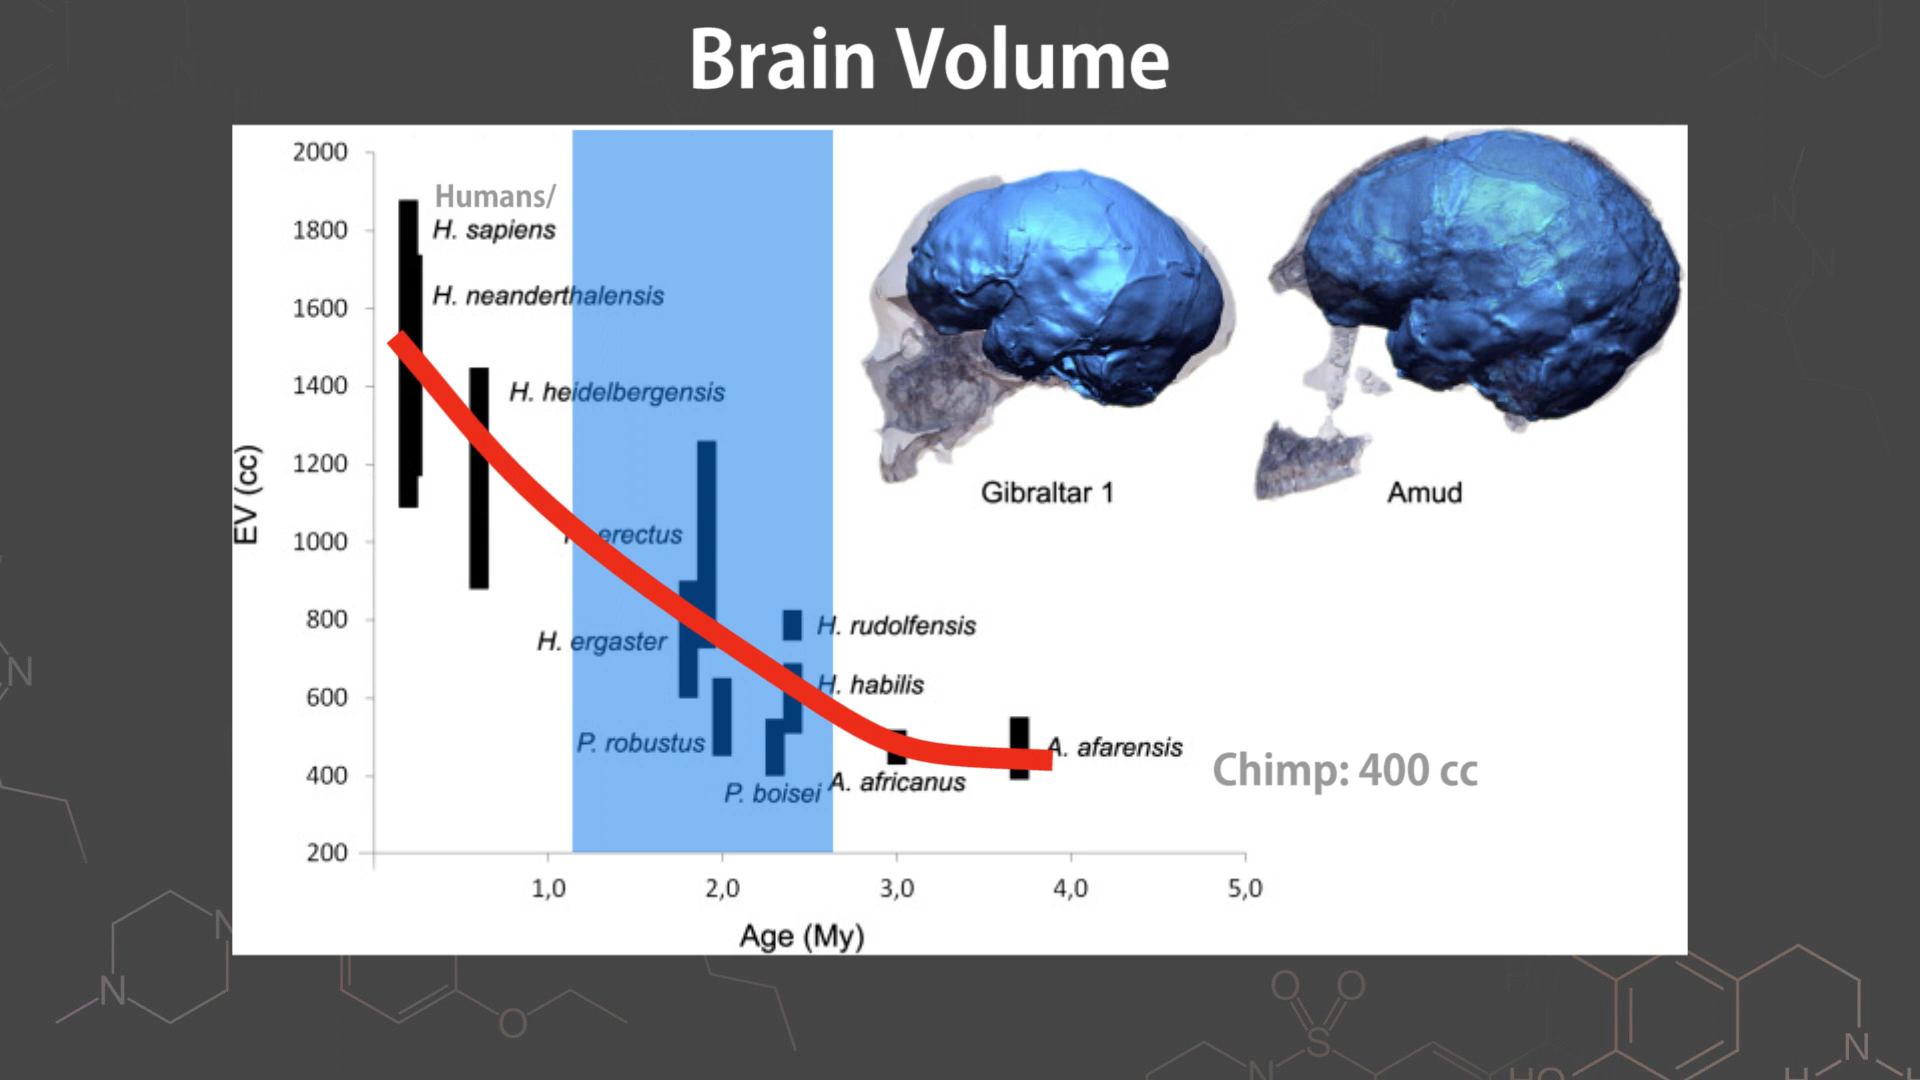 Brain Volume
2000
1800
1600
1400
1200
1000
800
600
400
200
EV (cc)
Humans/
H. sapiens
H. neanderthalensis
H. heidelbergensis
erectus
H. ergaster
H. rudolfensis
H. habilis
P. robustus
P. boisei
A. africanus
A. afarensis
Chimp: 400 cc
Gibraltar 1
Amud
1,0
2,0
3,0
4,0
5,0
Age (My)
N
N
N
O
O
O
S
N
HO
N
H
N
N
N